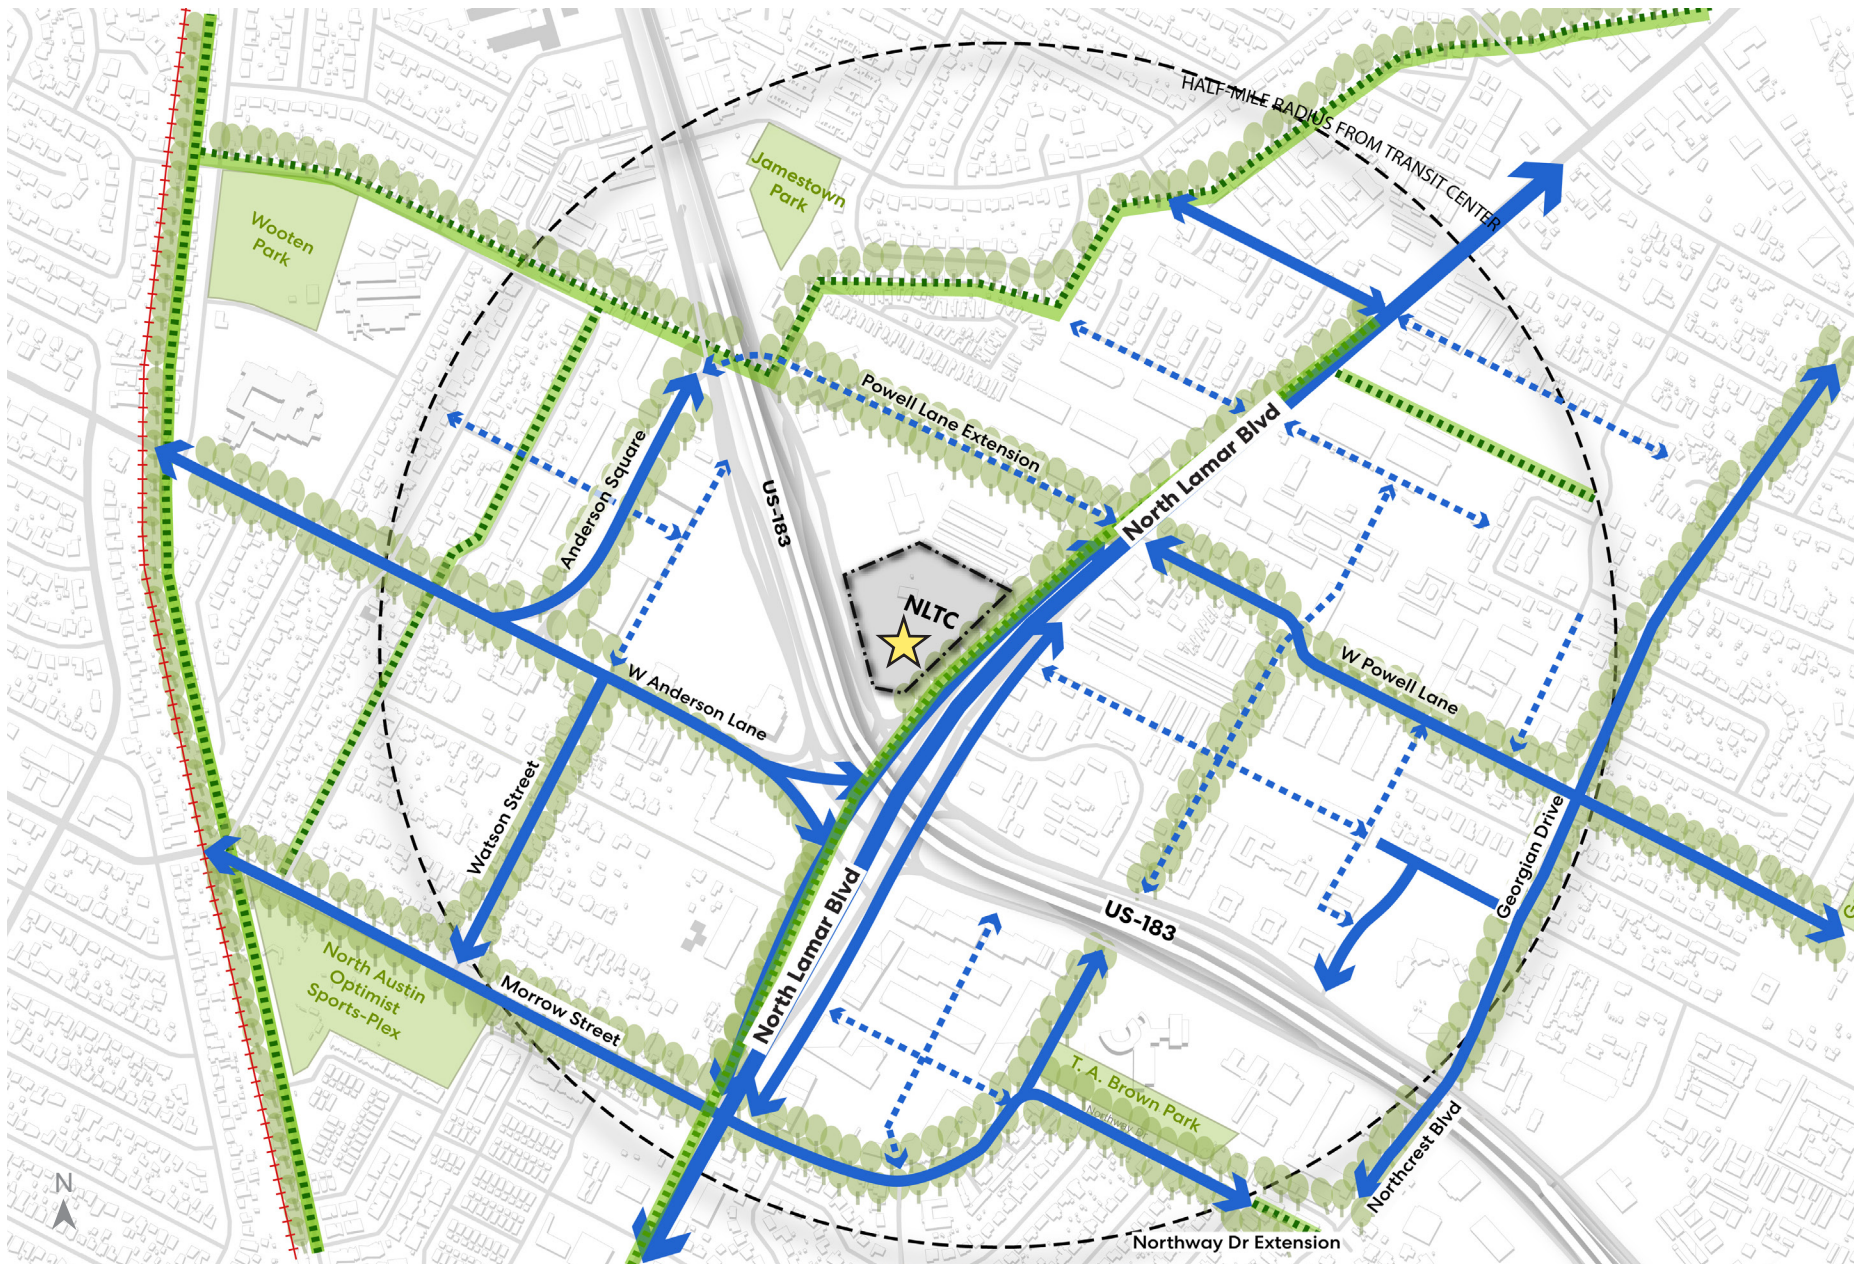 HALF-MILE RADIUS FROM TRANSIT CENTER
Jamestown
Park
Wooten
Park
Powell Lane Extension
Anderson Square
US-183
North Lamar Blvd
NLTC
W Anderson Lane
W Powell Lane
Watson Street
Georgian Drive
North Lamar Blvd
US-183
North Austin
Optimist
Sports-Plex
Morrow Street
T. A. Brown Park
Northway Dr
Northcrest Blvd
N
Northway Dr Extension
G